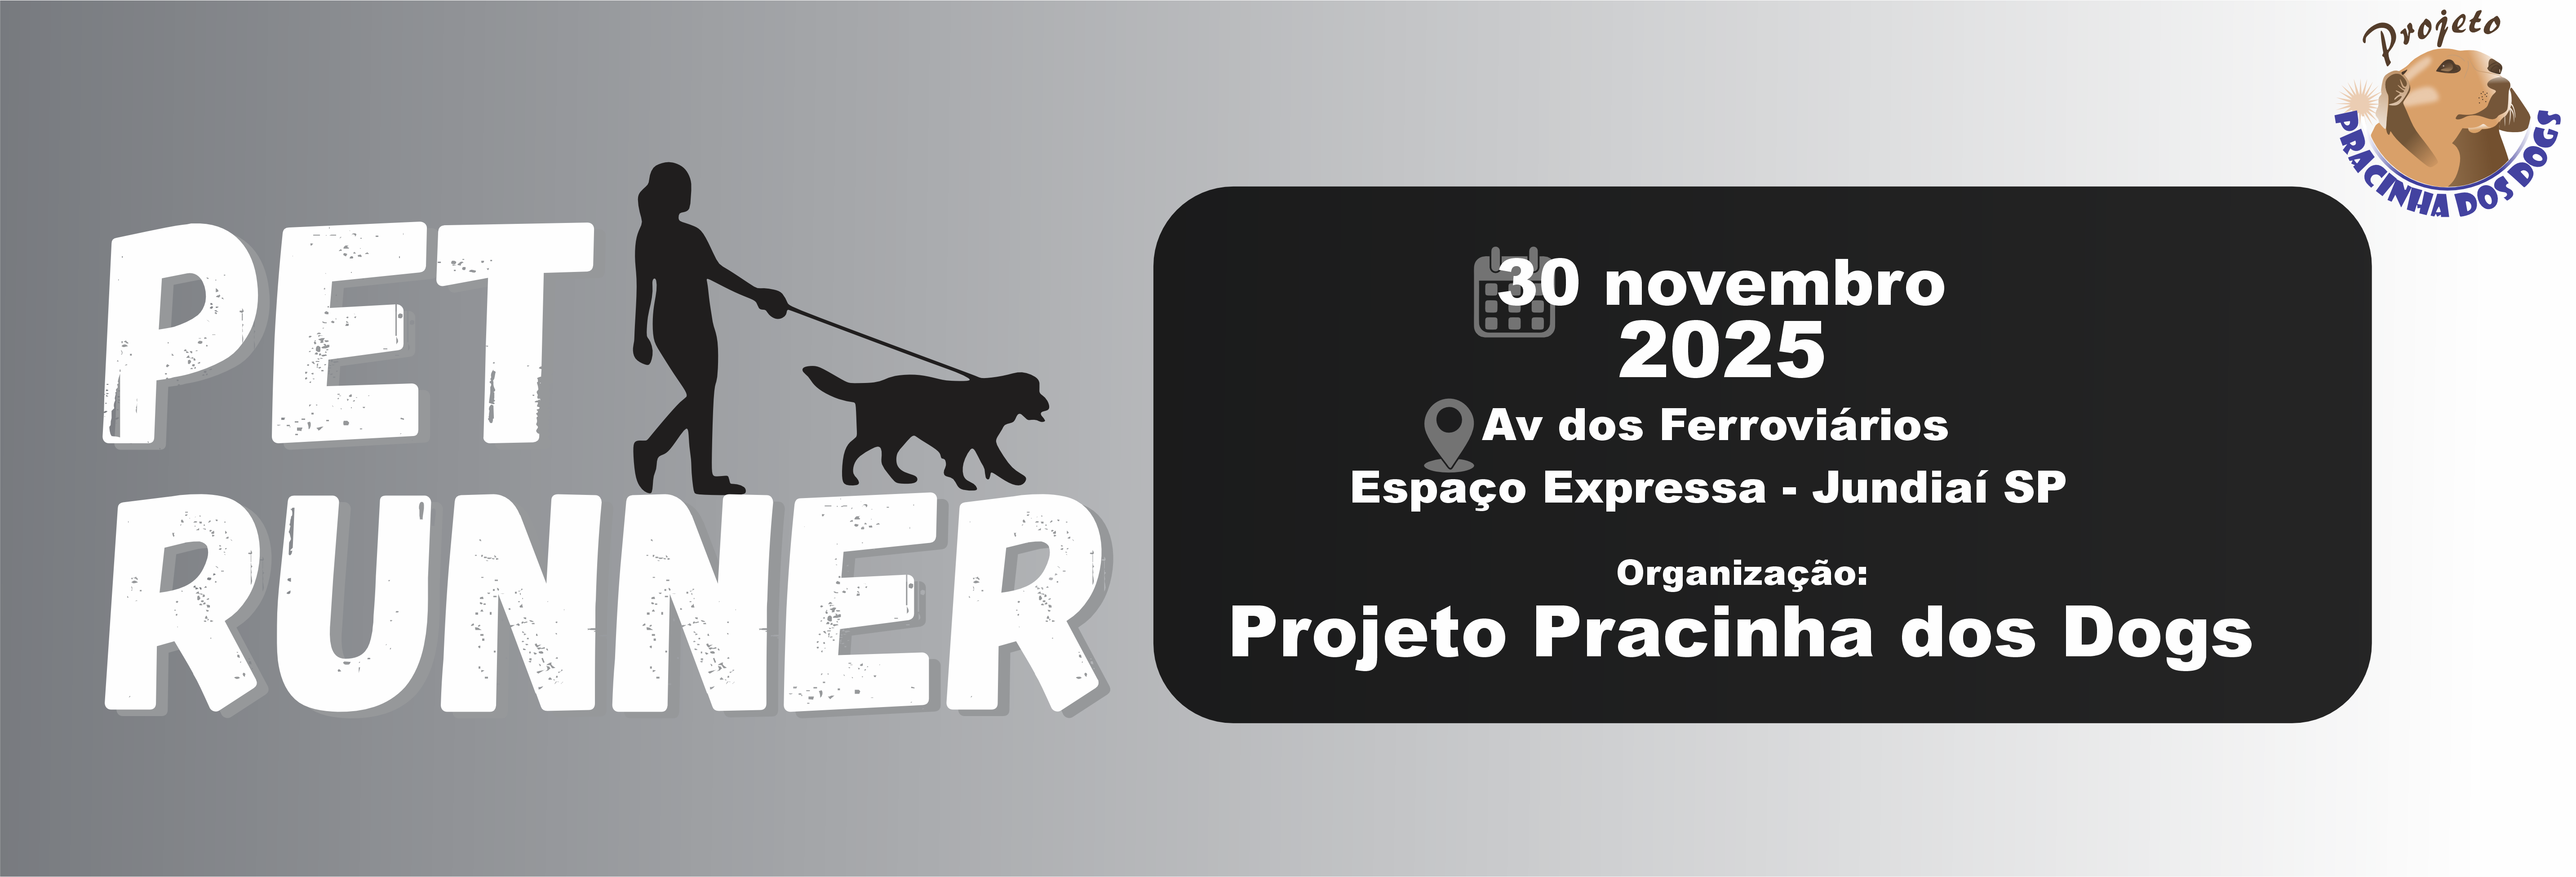 PET
RUNNER
30 novembro
2025
Av dos Ferroviários
Espaço Expressa - Jundiaí SP
Organização:
Projeto Pracinha dos Dogs
Projeto
PRACINHA DOS DOGS